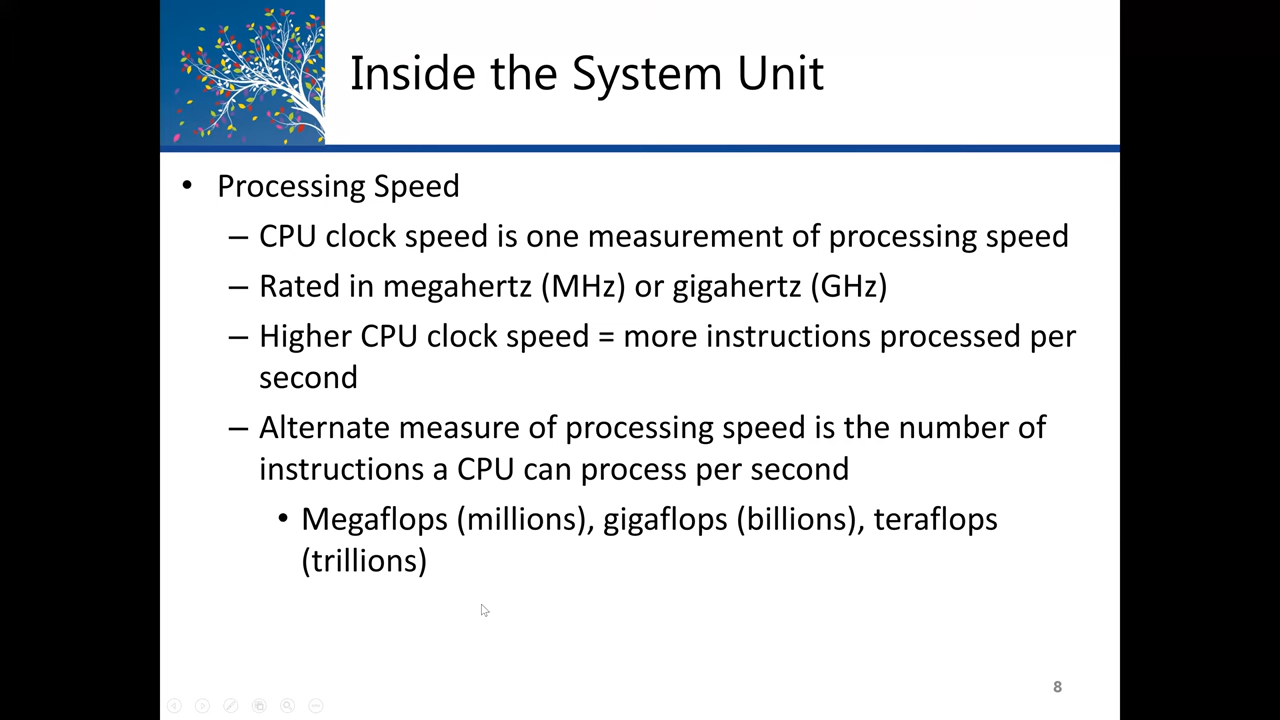 Inside the System Unit
• Processing Speed
– CPU clock speed is one measurement of processing speed
– Rated in megahertz (MHz) or gigahertz (GHz)
– Higher CPU clock speed = more instructions processed per
second
– Alternate measure of processing speed is the number of
instructions a CPU can process per second
• Megaflops (millions), gigaflops (billions), teraflops
(trillions)
8